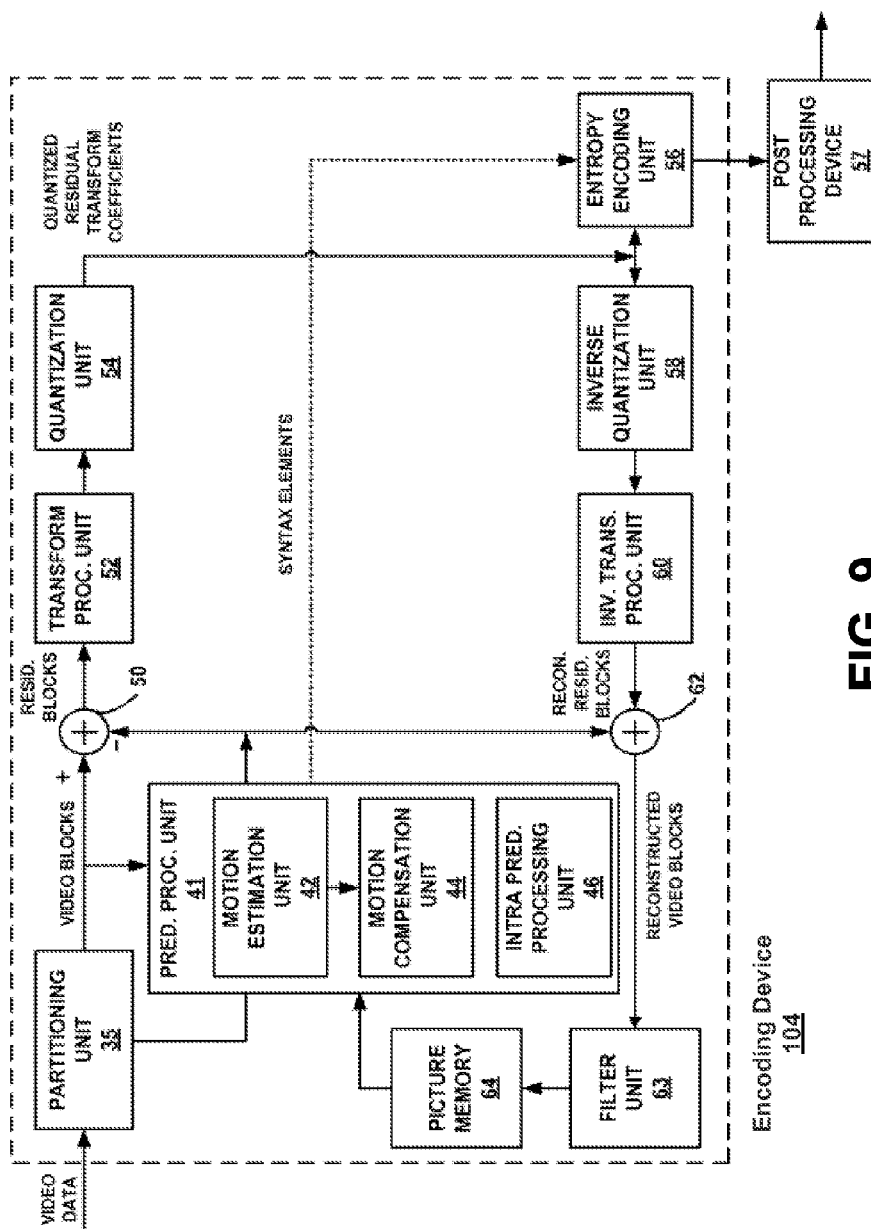 VIDEO
DATA
PARTITIONING
UNIT
35
VIDEO BLOCKS
+
-
50
RESID.
BLOCKS
TRANSFORM
PROC. UNIT
52
QUANTIZATION
UNIT
54
QUANTIZED
RESIDUAL
TRANSFORM
COEFFICIENTS
PRED. PROC. UNIT
41
MOTION
ESTIMATION
UNIT
42
MOTION
COMPENSATION
UNIT
44
INTRA PRED.
PROCESSING
UNIT
46
SYNTAX ELEMENTS
PICTURE
MEMORY
64
FILTER
UNIT
63
RECONSTRUCTED
VIDEO BLOCKS
62
RECON.
RESID.
BLOCKS
INV. TRANS.
PROC. UNIT
60
INVERSE
QUANTIZATION
UNIT
58
ENTROPY
ENCODING
UNIT
56
POST
PROCESSING
DEVICE
57
Encoding Device
104
FIG. 9